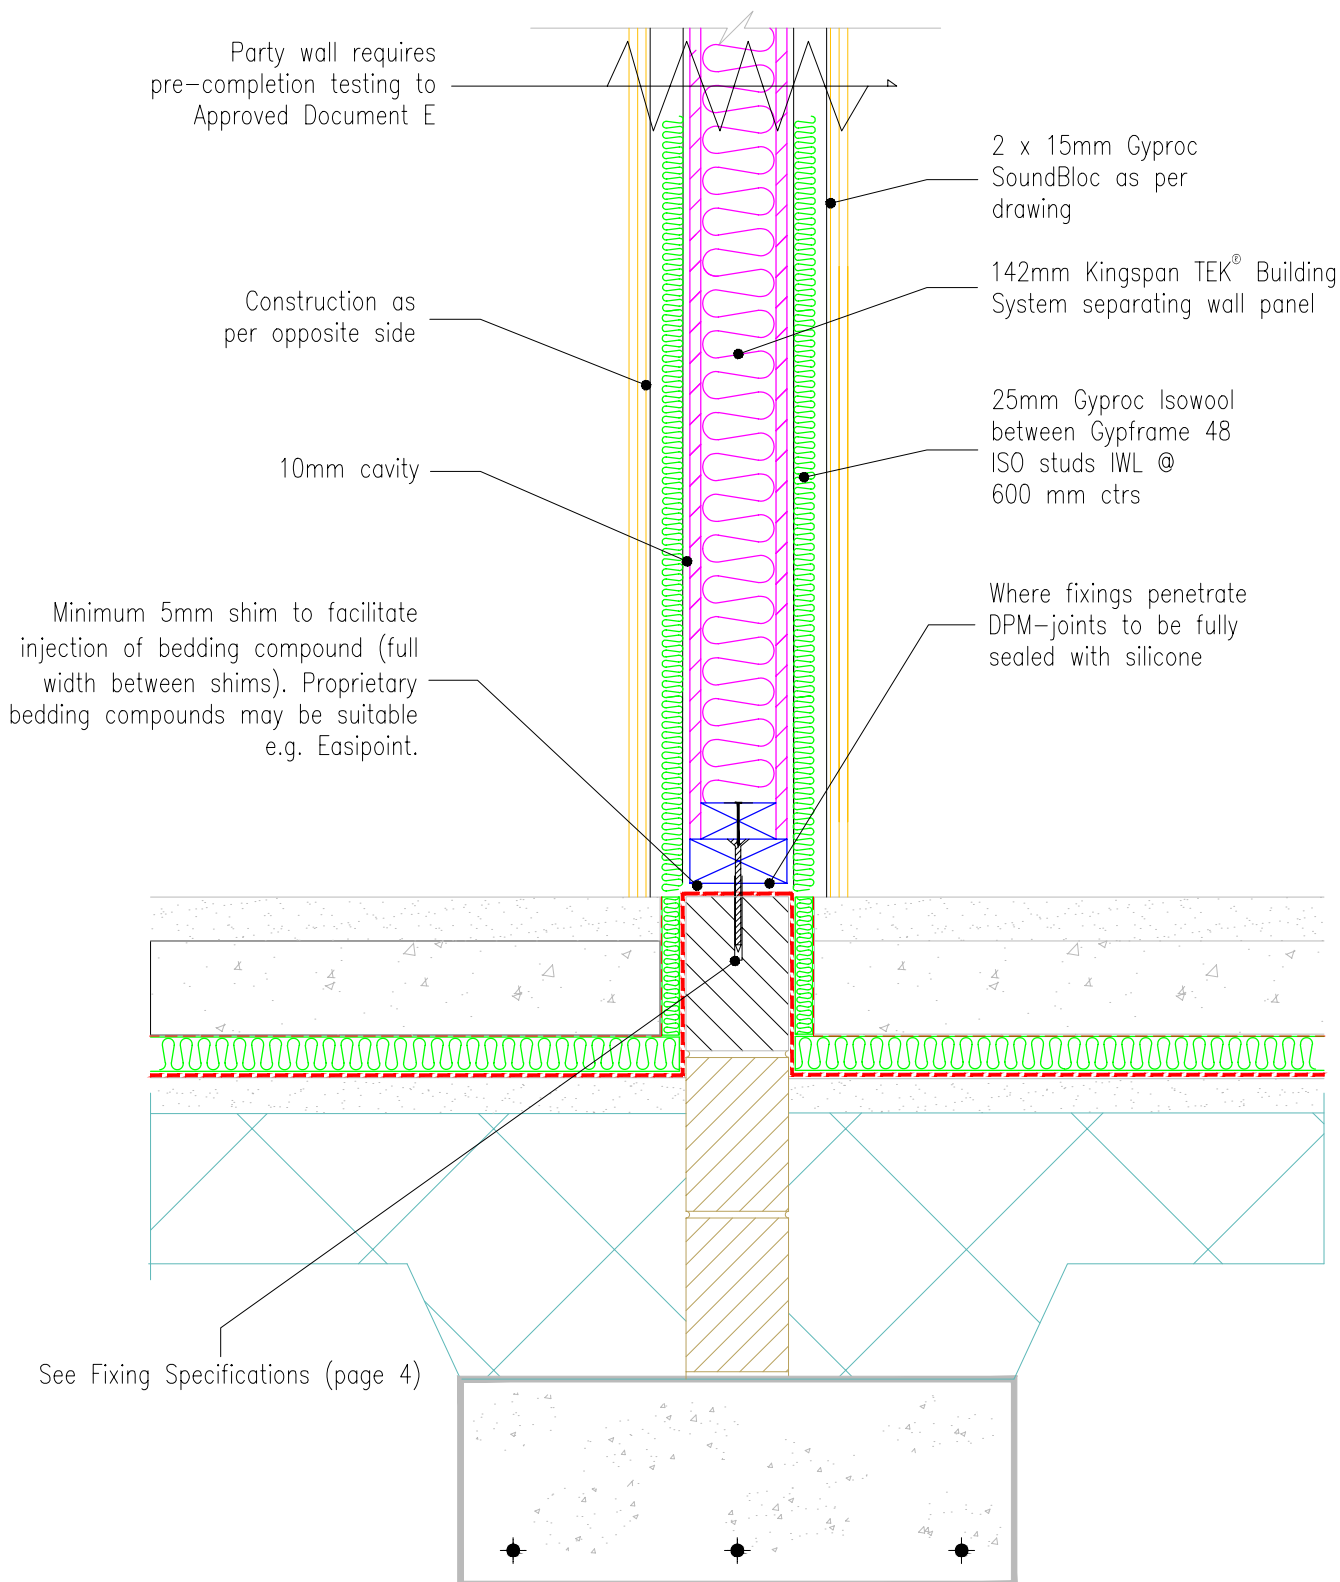 Party wall requires
pre-completion testing to
Approved Document E
2 x 15mm Gyproc
SoundBloc as per
drawing
142mm Kingspan TEK® Building
System separating wall panel
Construction as
per opposite side
25mm Gyproc Isowool
between Gypframe 48
ISO studs IWL @
600 mm ctrs
10mm cavity
Where fixings penetrate
DPM-joints to be fully
sealed with silicone
Minimum 5mm shim to facilitate
injection of bedding compound (full
width between shims). Proprietary
bedding compounds may be suitable
e.g. Easipoint.
See Fixing Specifications (page 4)